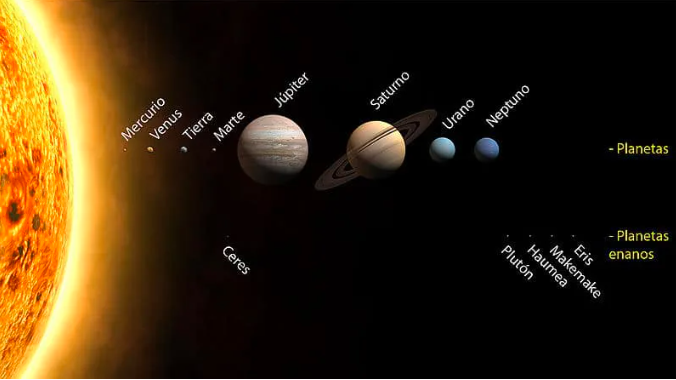 Mercurio
Venus
Tierra
Marte
Júpiter
Saturno
Urano
Neptuno
- Planetas
Ceres
Plutón
Haumea
Makemake
Eris
- Planetas
enanos